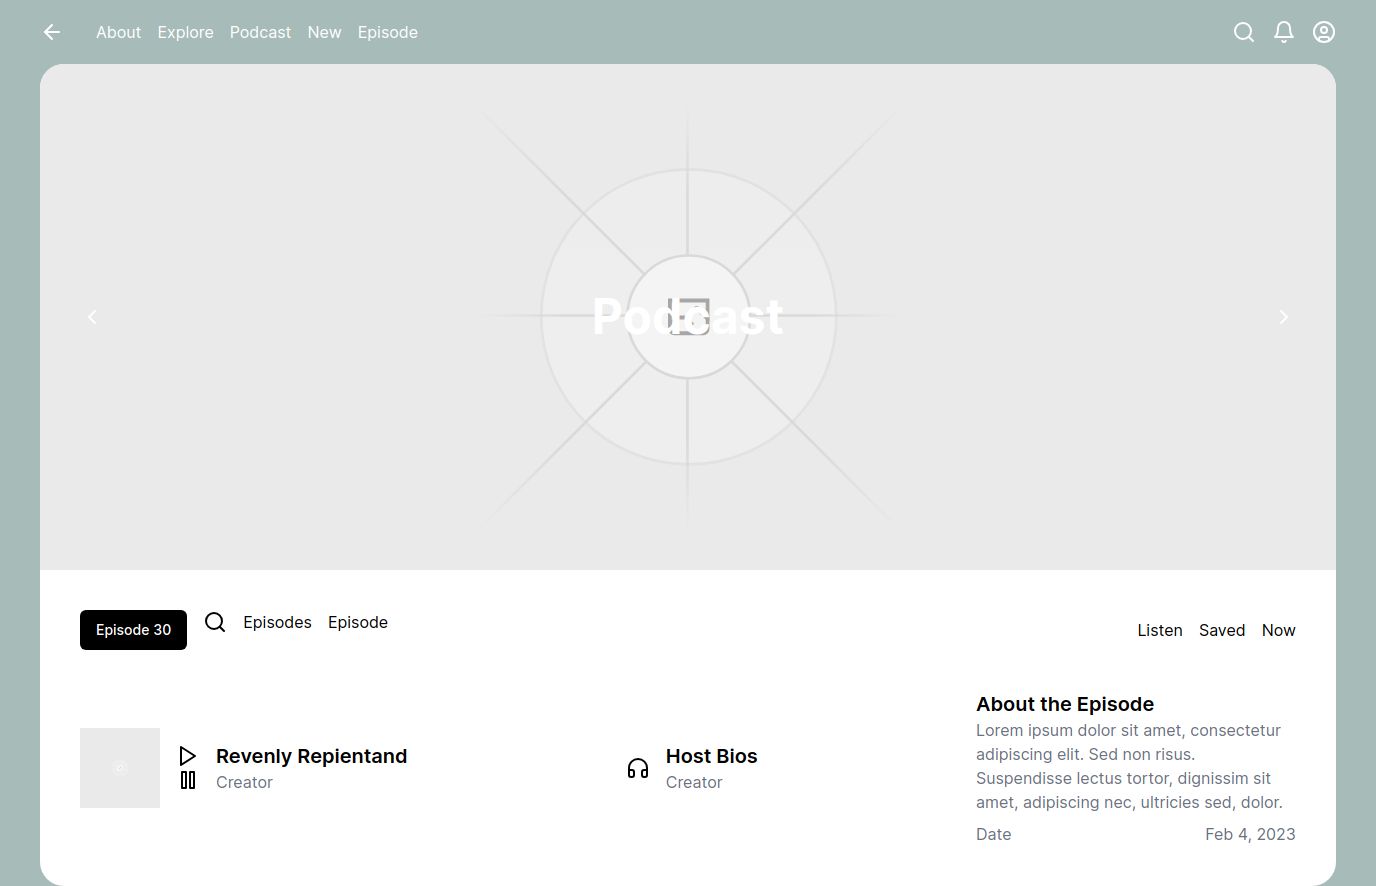 About Explore Podcast New Episode
Podcast
Episode 30 Episodes Episode Listen Saved Now
Revenly Repientand
Creator
Host Bios
Creator
About the Episode
Lorem ipsum dolor sit amet, consectetur
adipiscing elit. Sed non risus.
Suspendisse lectus tortor, dignissim sit
amet, adipiscing nec, ultricies sed, dolor.
Date Feb 4, 2023